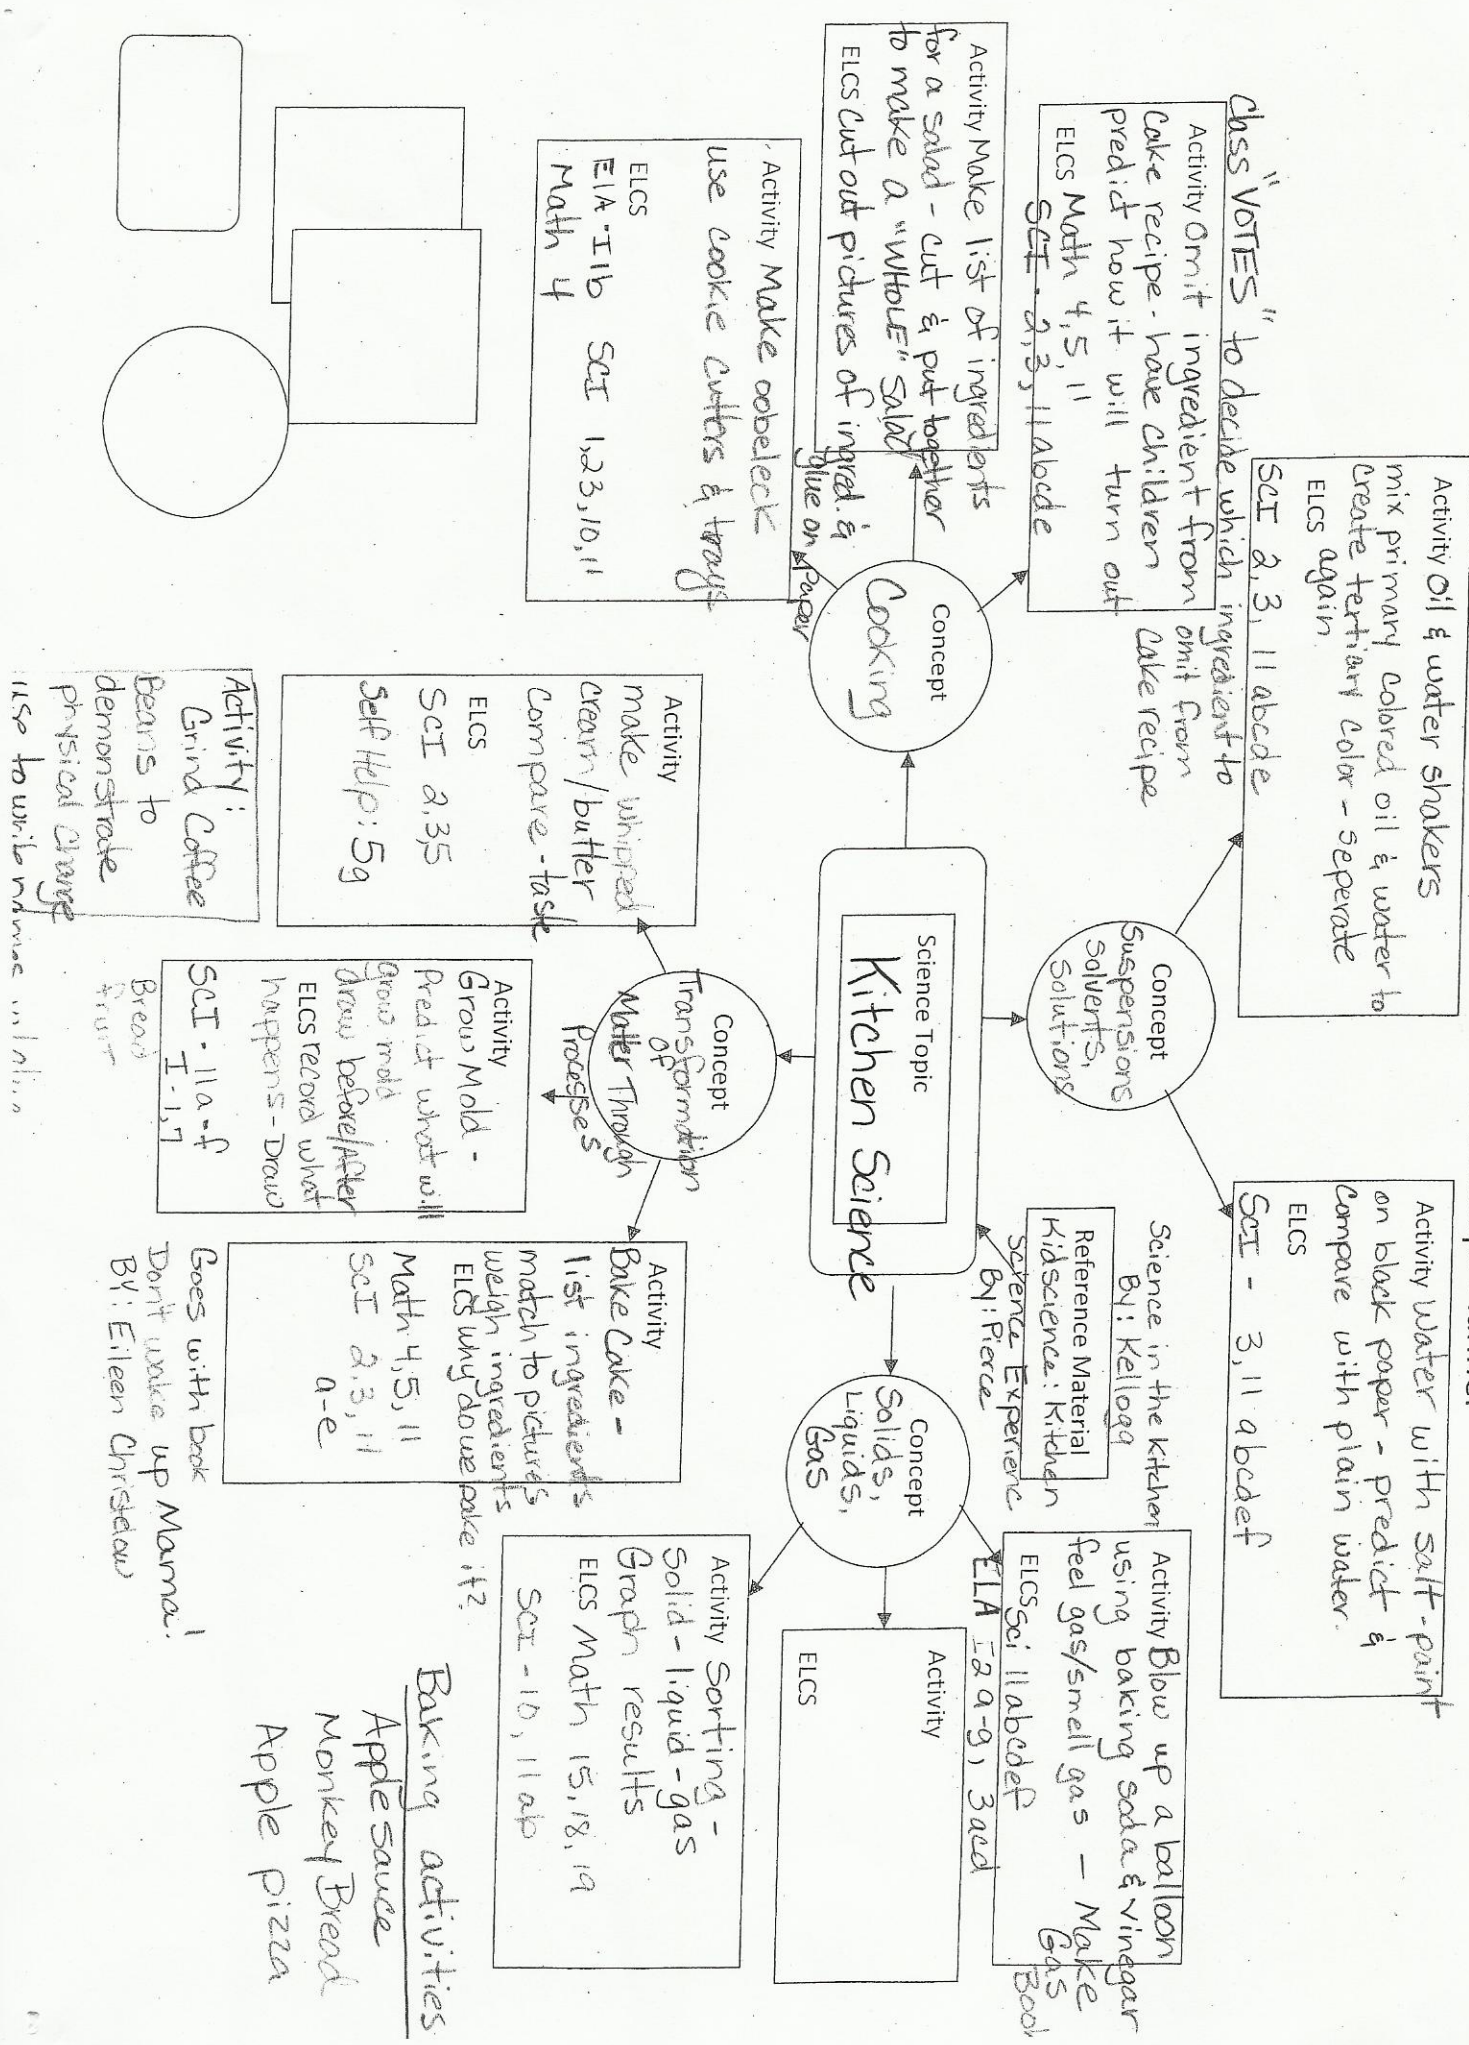 Activity Oil & water shakers
mix primary colored oil & water to
create tertiary color - seperate
ELCS again.
SCI 2, 3, 11 abcde
Activity Water with salt - paint
on black paper - predict &
compare with plain water.
ELCS
SCI - 3, 11 abcdef
Class "VOTES" to decide which ingredient to
omit from
cake recipe
Activity Omit ingredient from
cake recipe - have children
predict how it will turn out
ELCS Math 4, 5, 11
SCI - 2, 3, 11 abcde
Concept
Suspensions
Solvents,
Solutions
Science in the Kitchen
By: Kellogg
Reference Material
Kidscience: Kitchen
Science Experienc
By: Pierce
Activity Blow up a balloon
using baking soda & vinegar
feel gas/smell gas - Make
Gas
Book
ELCS Sci 11abcdef
ELA I2 a-g, 3acd
Activity Make list of ingredients
for a salad - cut & put together
to make a "WHOLE" Salad
ELCS cut out pictures of ingred. &
glue on Paper
Concept
Cooking
Science Topic
Kitchen Science
Concept
Solids,
Liquids,
Gas
Activity
ELCS
Activity Make oobeleck
use cookie cutters & trays
ELCS
ElA - I1b SCI 1,23,10,11
Math 4
Activity
make whipped
cream/butter
Compare - taste
ELCS
SCI 2,3,5
Self Help: 5g
Concept
Transformation
of
Matter Through
Processes
Activity
Grow Mold -
Predict what will
grow mold
draw before/After
ELCS record what
happens - Draw
SCI - 11a-f
I - 1,7
Bread
fruit
Activity
Bake Cake -
list ingredients
match to pictures
weigh ingredients
ELCS why do we bake it?
Math 4,5,11
SCI 2,3,11
a-e
Activity Sorting -
Solid - liquid - gas
Graph results
ELCS Math 15, 18, 19
SCI - 10, 11ab
Activity:
Grind Coffee
Beans to
demonstrate
physical change
use to write names in
Goes with book
Don't wake up Mama!
BY: Eileen Christelow
Baking activities
Applesauce
Monkey Bread
Apple pizza